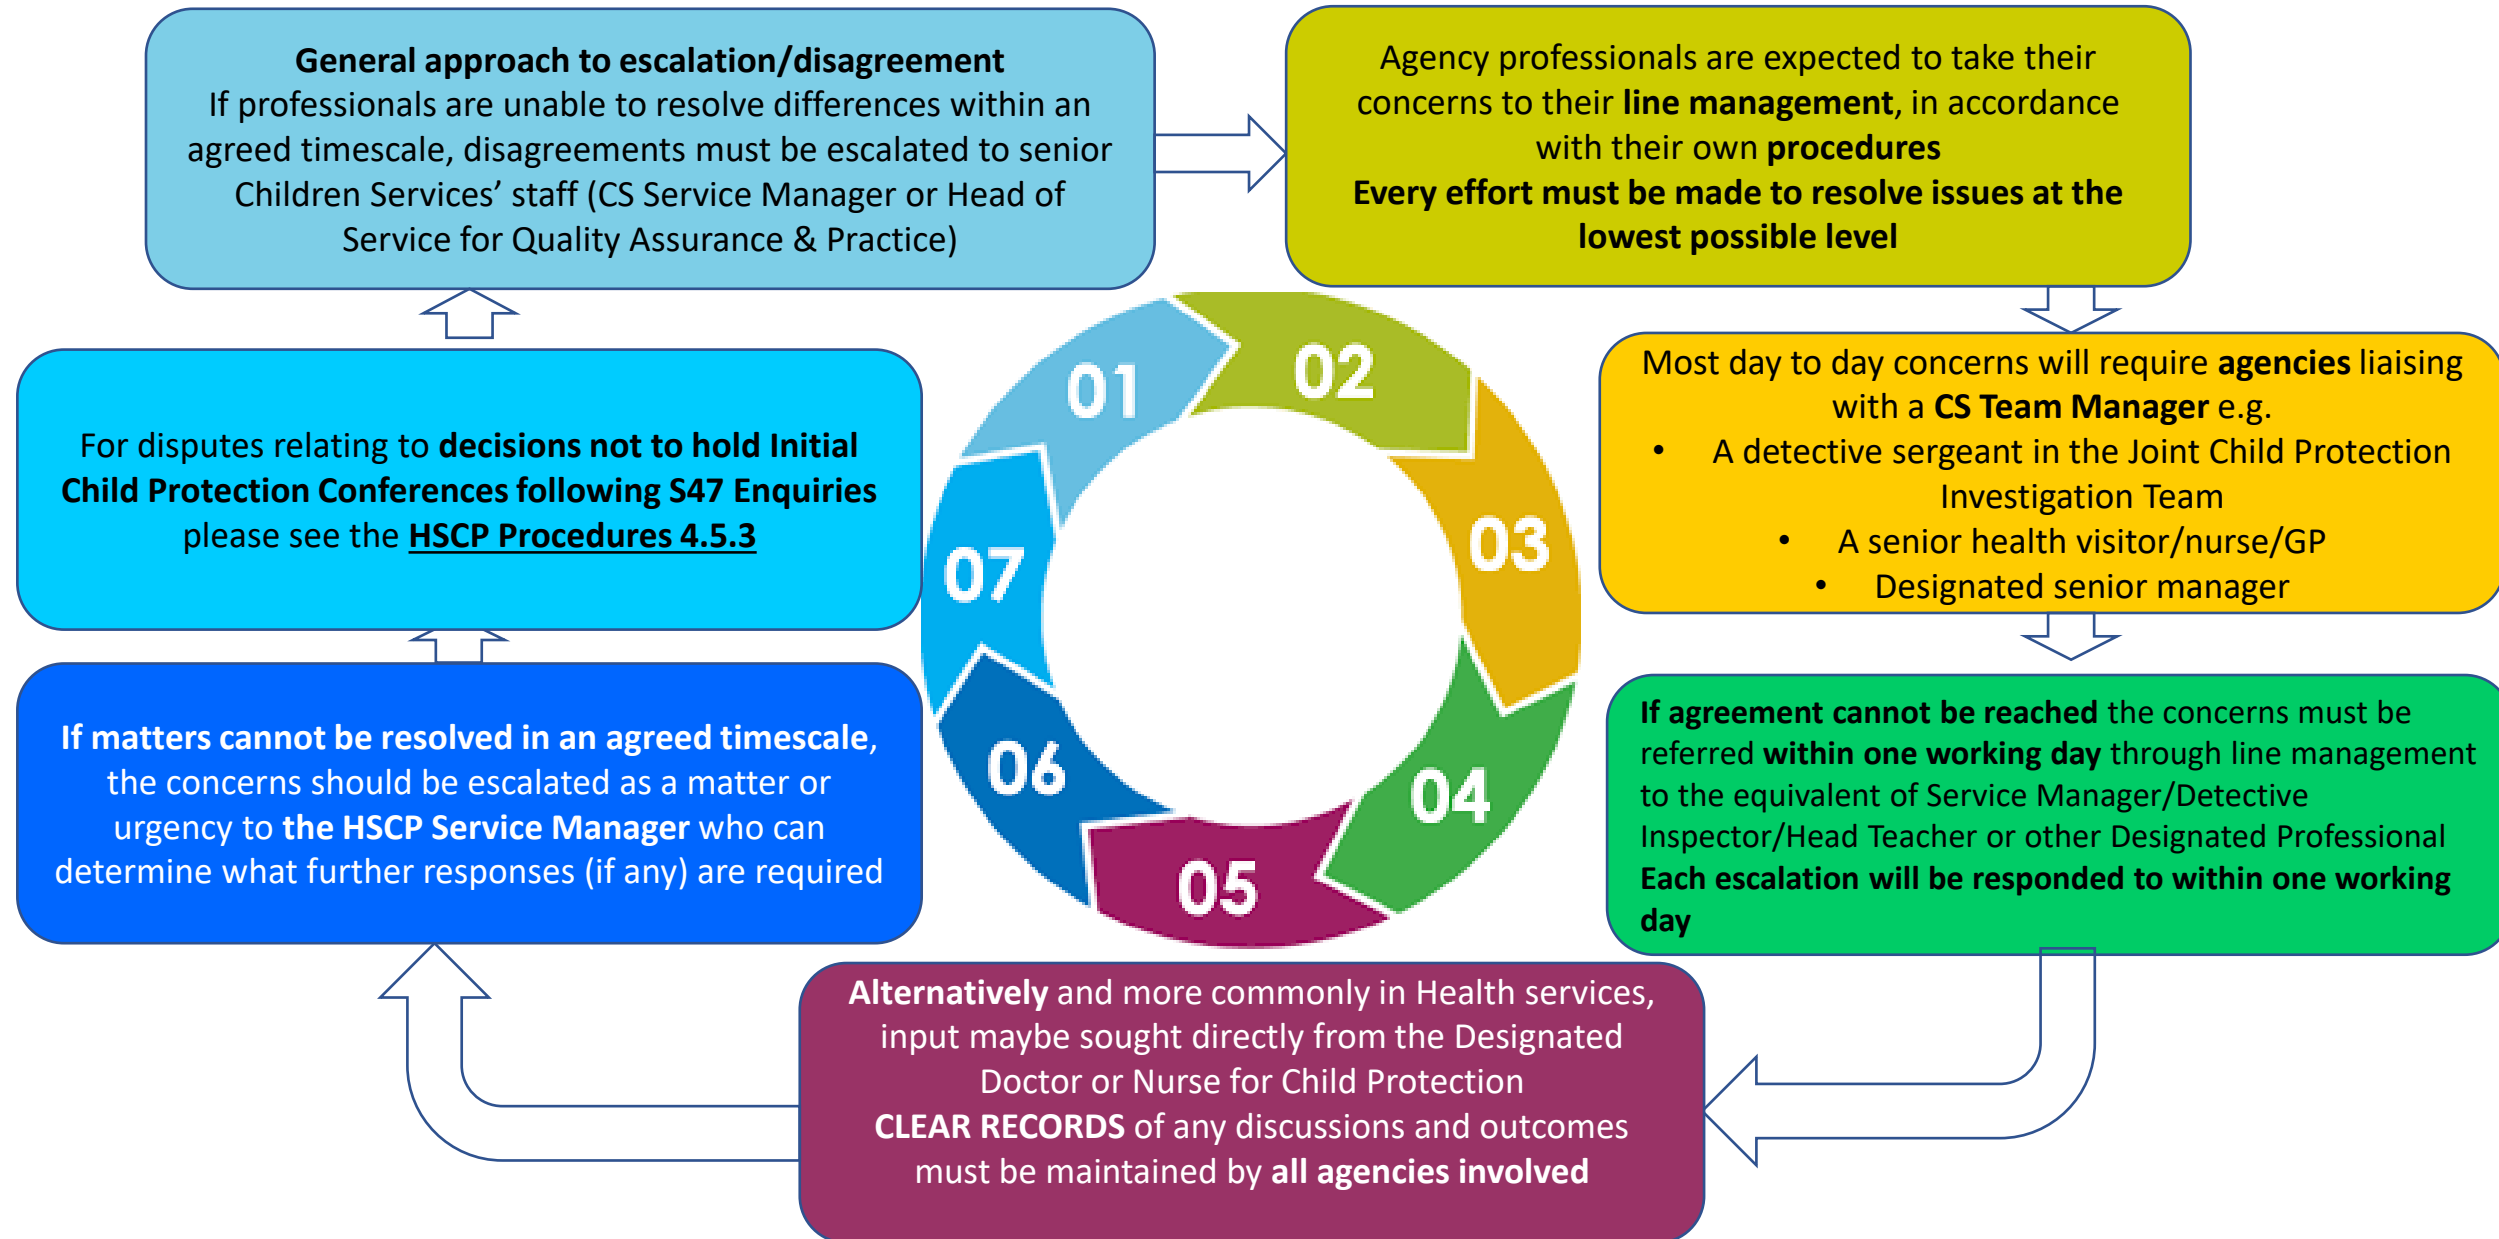 General approach to escalation/disagreement
If professionals are unable to resolve differences within an
agreed timescale, disagreements must be escalated to senior
Children Services’ staff (CS Service Manager or Head of
Service for Quality Assurance & Practice)
Agency professionals are expected to take their
concerns to their line management, in accordance
with their own procedures
Every effort must be made to resolve issues at the
lowest possible level
Most day to day concerns will require agencies liaising
with a CS Team Manager e.g.
• A detective sergeant in the Joint Child Protection
Investigation Team
• A senior health visitor/nurse/GP
• Designated senior manager
If agreement cannot be reached the concerns must be
referred within one working day through line management
to the equivalent of Service Manager/Detective
Inspector/Head Teacher or other Designated Professional
Each escalation will be responded to within one working
day
Alternatively and more commonly in Health services,
input maybe sought directly from the Designated
Doctor or Nurse for Child Protection
CLEAR RECORDS of any discussions and outcomes
must be maintained by all agencies involved
If matters cannot be resolved in an agreed timescale,
the concerns should be escalated as a matter or
urgency to the HSCP Service Manager who can
determine what further responses (if any) are required
For disputes relating to decisions not to hold Initial
Child Protection Conferences following S47 Enquiries
please see the HSCP Procedures 4.5.3
01
02
03
04
05
06
07